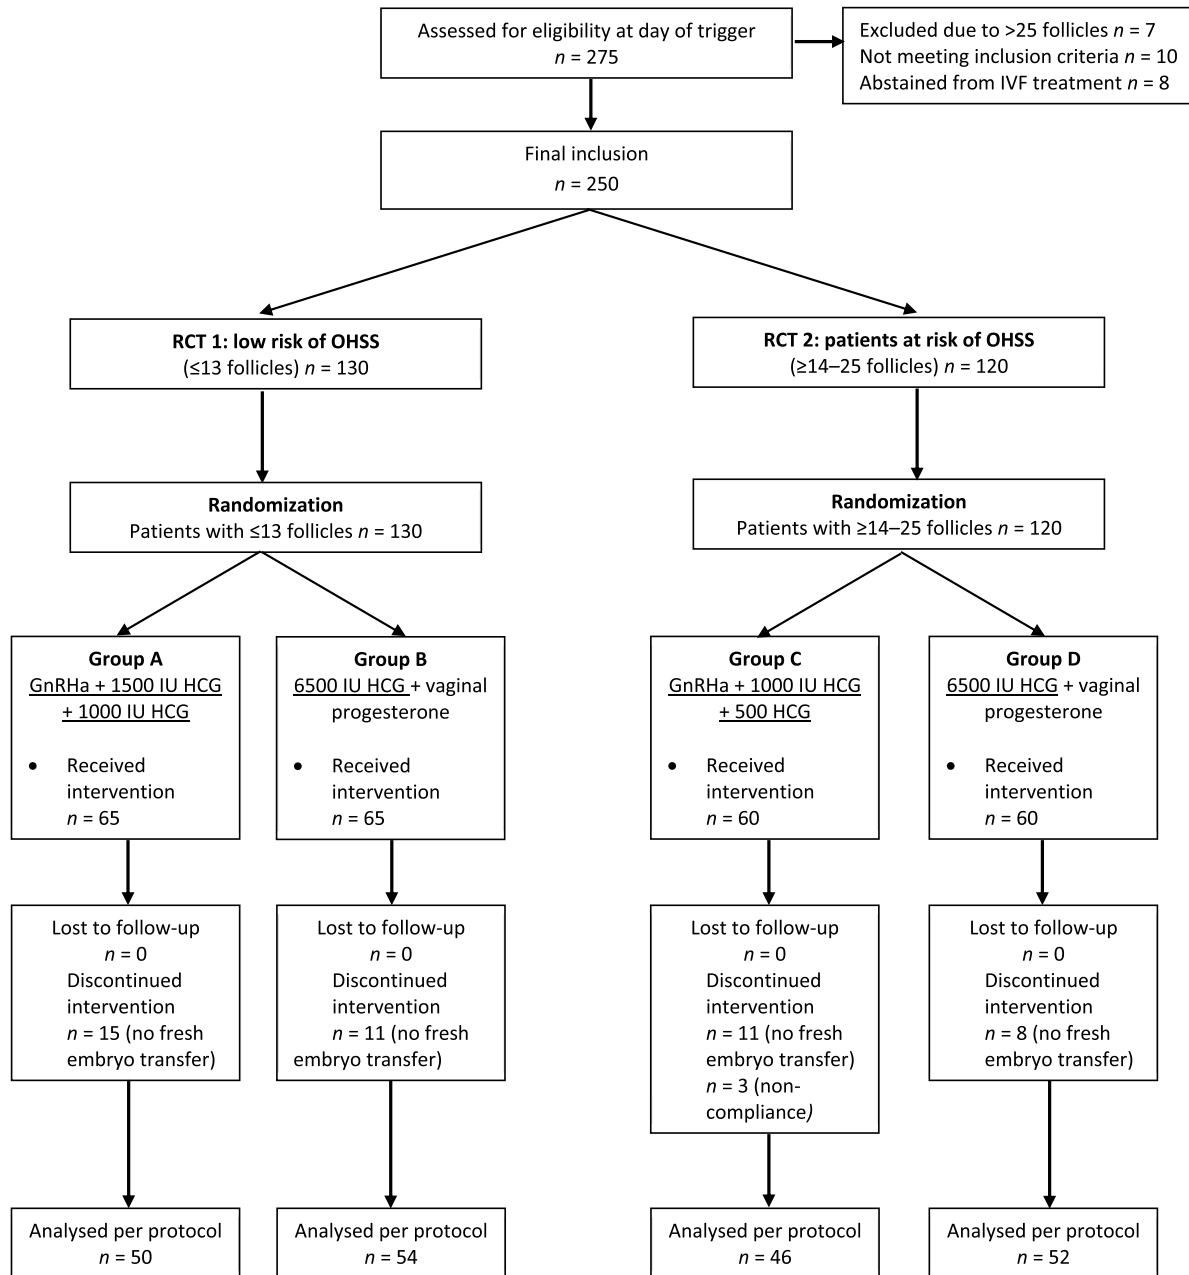 Assessed for eligibility at day of trigger
n = 275
Excluded due to >25 follicles n = 7
Not meeting inclusion criteria n = 10
Abstained from IVF treatment n = 8
Final inclusion
n = 250
RCT 1: low risk of OHSS
(≤13 follicles) n = 130
RCT 2: patients at risk of OHSS
(≥14–25 follicles) n = 120
Randomization
Patients with ≤13 follicles n = 130
Randomization
Patients with ≥14–25 follicles n = 120
Group A
GnRHa + 1500 IU HCG
+ 1000 IU HCG
• Received
intervention
n = 65
Group B
6500 IU HCG + vaginal
progesterone
• Received
intervention
n = 65
Group C
GnRHa + 1000 IU HCG
+ 500 HCG
• Received
intervention
n = 60
Group D
6500 IU HCG + vaginal
progesterone
• Received
intervention
n = 60
Lost to follow-up
n = 0
Discontinued
intervention
n = 15 (no fresh
embryo transfer)
Lost to follow-up
n = 0
Discontinued
intervention
n = 11 (no fresh
embryo transfer)
Lost to follow-up
n = 0
Discontinued
intervention
n = 11 (no fresh
embryo transfer)
n = 3 (non-
compliance)
Lost to follow-up
n = 0
Discontinued
intervention
n = 8 (no fresh
embryo transfer)
Analysed per protocol
n = 50
Analysed per protocol
n = 54
Analysed per protocol
n = 46
Analysed per protocol
n = 52